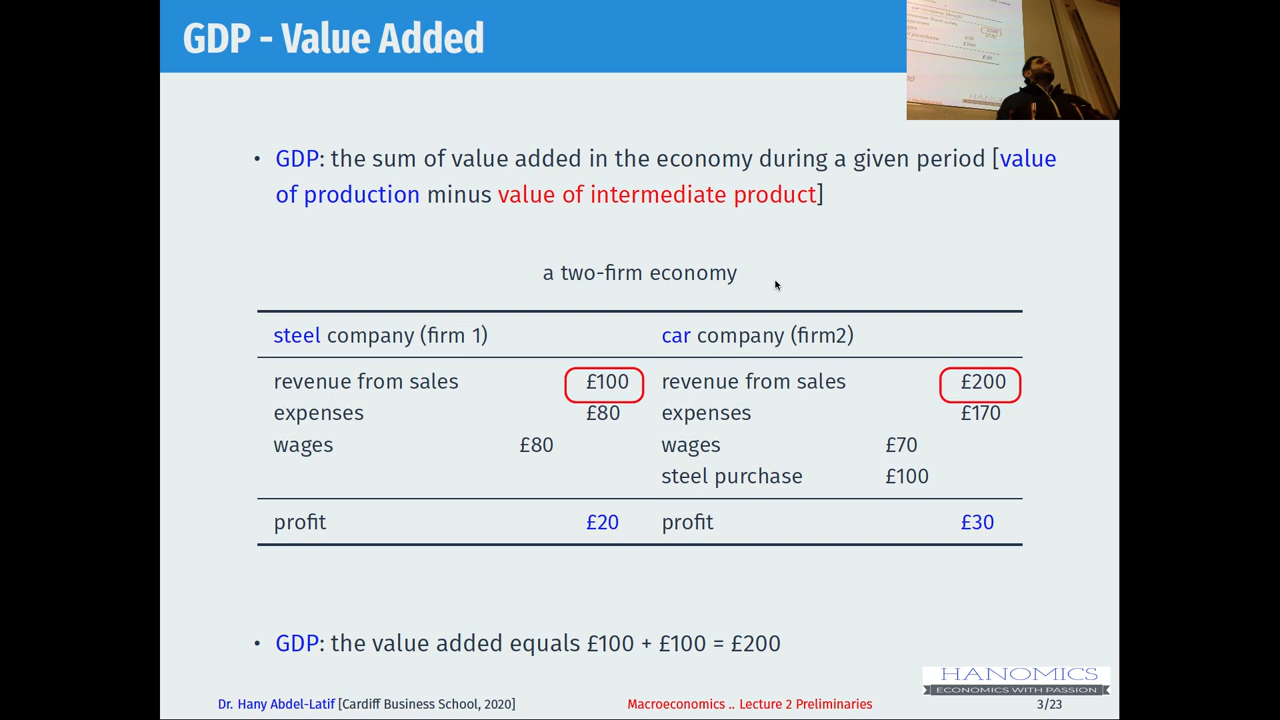 GDP - Value Added
• GDP: the sum of value added in the economy during a given period [value
of production minus value of intermediate product]
a two-firm economy
steel company (firm 1) car company (firm2)
revenue from sales £100 revenue from sales £200
expenses £80 expenses £170
wages £80 wages £70
steel purchase £100
profit £20 profit £30
• GDP: the value added equals £100 + £100 = £200
HANOMICS
ECONOMICS WITH PASSION
Dr. Hany Abdel-Latif [Cardiff Business School, 2020] Macroeconomics .. Lecture 2 Preliminaries 3/23